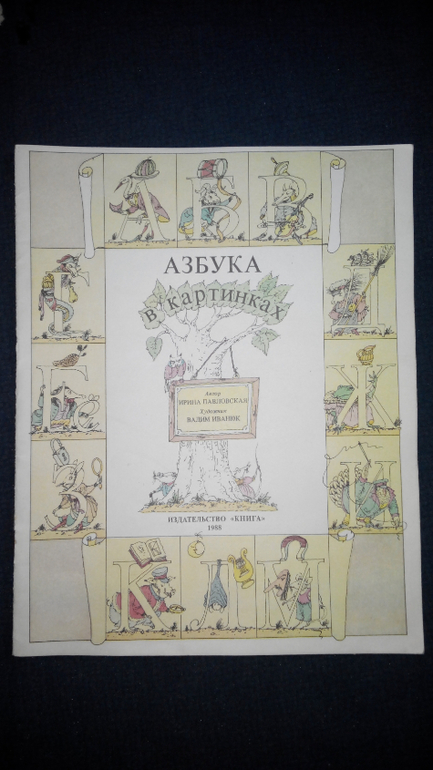 А Б В
АЗБУКА
в картинках
Г Д
Автор
ИРИНА ПАВЛОВСКАЯ
Художник
ВАДИМ ИВАНЮК
Ж
З И
ИЗДАТЕЛЬСТВО «КНИГА»
1988
К Л М